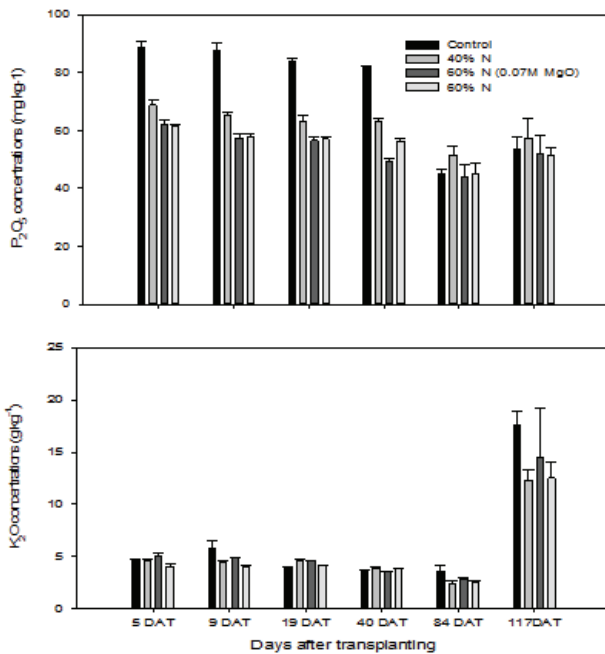 100
80
60
40
20
0
P₂O₅ concentrations (mg kg-1)
Control
40% N
60% N (0.07M MgO)
60% N
25
20
15
10
5
0
K₂O concentrations (g kg⁻¹)
5 DAT 9 DAT 19 DAT 40 DAT 84 DAT 117DAT
Days after transplanting